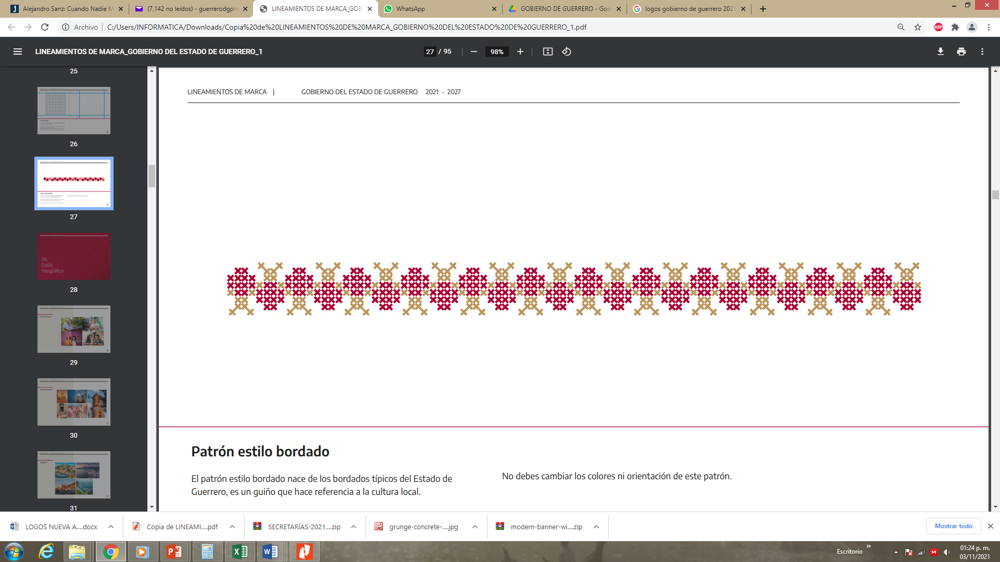 Alejandro Sanz: Cuando Nadie M
(7,142 no leídos) - guerrerodgprs
LINEAMIENTOS DE MARCA_GOBI
WhatsApp
GOBIERNO DE GUERRERO - Goo
logos gobierno de guerrero 2021
Archivo
C:/Users/INFORMATICA/Downloads/Copia%20de%20LINEAMIENTOS%20DE%20MARCA_GOBIERNO%20DEL%20ESTADO%20DE%20GUERRERO_1.pdf
ABP
LINEAMIENTOS DE MARCA_GOBIERNO DEL ESTADO DE GUERRERO_1
27 / 95
98%
25
26
27
06.
Estilo
fotográfico
28
29
30
31
LINEAMIENTOS DE MARCA | GOBIERNO DEL ESTADO DE GUERRERO 2021 - 2027
Patrón estilo bordado
El patrón estilo bordado nace de los bordados típicos del Estado de
Guerrero, es un guiño que hace referencia a la cultura local.
No debes cambiar los colores ni orientación de este patrón.
LOGOS NUEVA A....docx
Copia de LINEAMI....pdf
SECRETARÍAS-2021....zip
grunge-concrete-....jpg
modern-banner-wi....zip
Mostrar todo
Escritorio
01:24 p. m.
03/11/2021